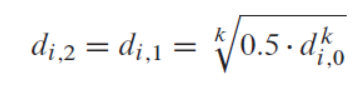 $d_{i,2} = d_{i,1} = \sqrt[k]{0.5 \cdot d_{i,0}^{k}}$